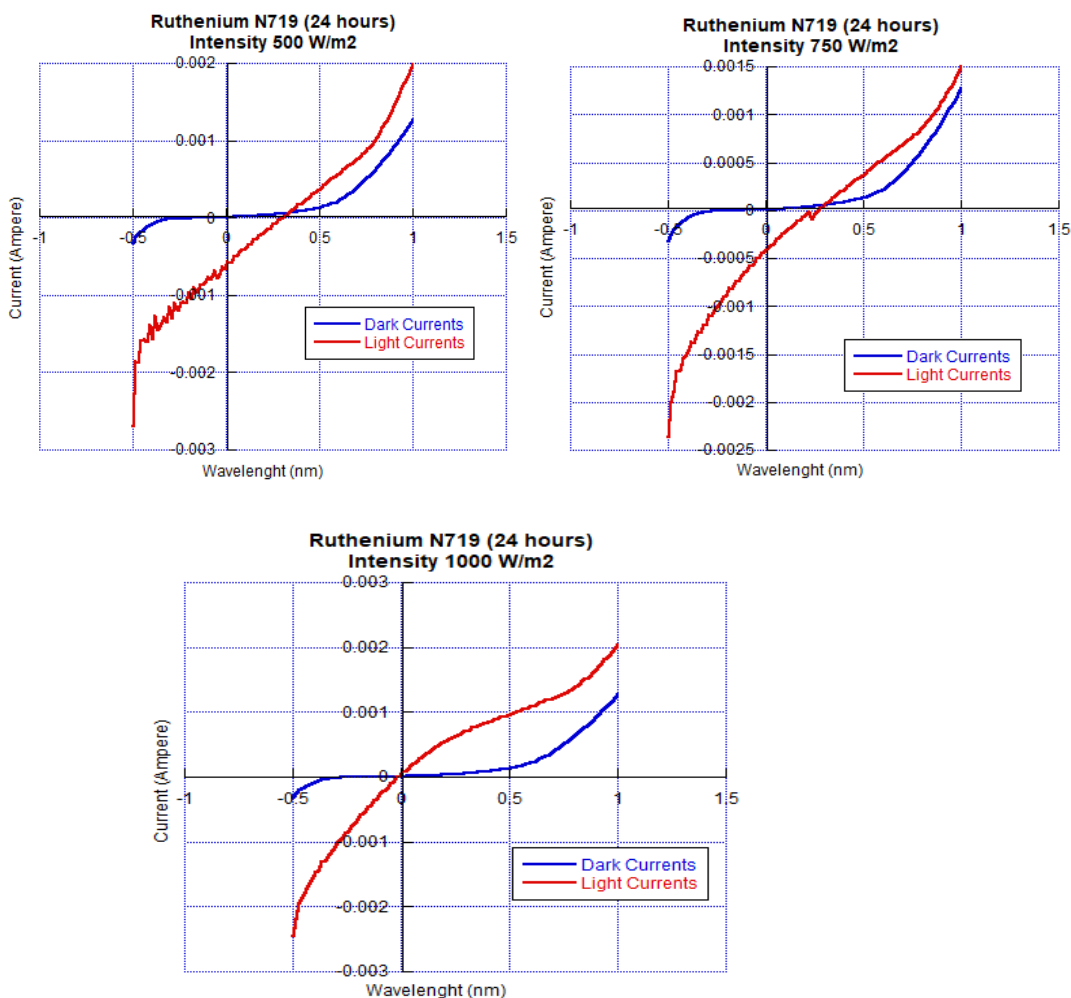 Ruthenium N719 (24 hours)
Intensity 500 W/m2
0.002
0.001
0
-1
-0.5
0
0.5
1
1.5
-0.001
-0.002
-0.003
Current (Ampere)
Dark Currents
Light Currents
Wavelenght (nm)
Ruthenium N719 (24 hours)
Intensity 750 W/m2
0.0015
0.001
0.0005
0
-1
-0.5
0
0.5
1
1.5
-0.0005
-0.001
-0.0015
-0.002
-0.0025
Current (Ampere)
Dark Currents
Light Currents
Wavelenght (nm)
Ruthenium N719 (24 hours)
Intensity 1000 W/m2
0.003
0.002
0.001
0
-1
-0.5
0
0.5
1
1.5
-0.001
-0.002
-0.003
Current (Ampere)
Dark Currents
Light Currents
Wavelenght (nm)